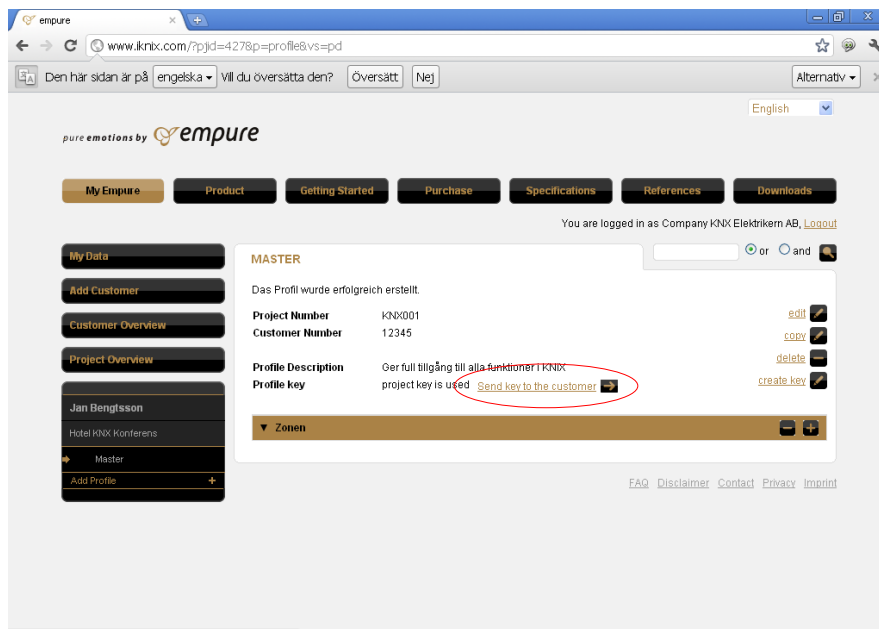 empure
www.iknix.com/?pjid=427&p=profile&vs=pd
Den här sidan är på engelska Vill du översätta den? Översätt Nej Alternativ
English
pure emotions by empure
My Empure Product Getting Started Purchase Specifications References Downloads
You are logged in as Company KNX Elektrikern AB, Logout
My Data
Add Customer
Customer Overview
Project Overview
Jan Bengtsson
Hotel KNX Konferens
Master
Add Profile +
MASTER
or and
Das Profil wurde erfolgreich erstellt.
Project Number KNX001
Customer Number 12345
Profile Description Ger full tillgång till alla funktioner i KNiX
Profile key project key is used Send key to the customer
edit
copy
delete
create key
Zonen
FAQ Disclaimer Contact Privacy Imprint